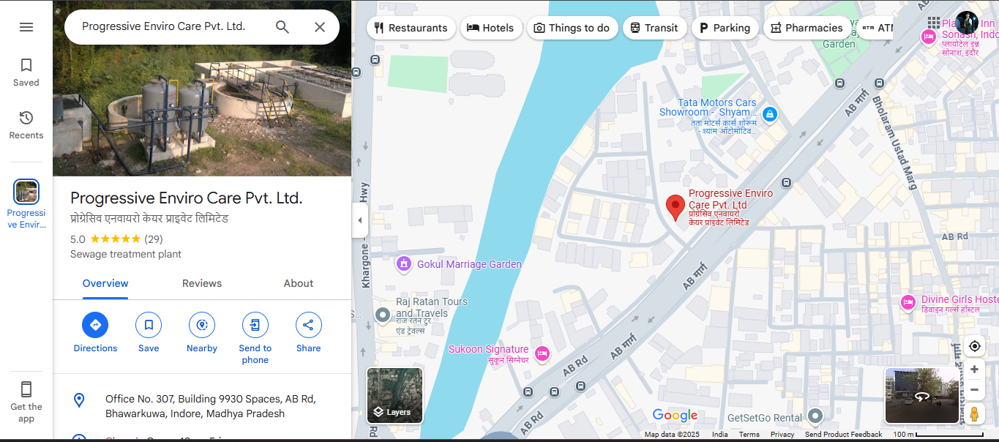 Progressive Enviro Care Pvt. Ltd.
Saved
Recents
Progressi
ve Envir...
Get the
app
Progressive Enviro Care Pvt. Ltd.
प्रोग्रेसिव एनवायरो केयर प्राइवेट लिमिटेड
5.0 ★★★★★ (29)
Sewage treatment plant
Overview
Reviews
About
Directions
Save
Nearby
Send to
phone
Share
Office No. 307, Building 9930 Spaces, AB Rd,
Bhawarkuwa, Indore, Madhya Pradesh
Restaurants
Hotels
Things to do
Transit
Parking
Pharmacies
ATM
Garden
Inn
Sonash, Indo
प्लायोटेल इन्न
सोनाश, इंदौर
Tata Motors Cars
Showroom - Shyam...
तता मोटर्स कार्स शोरूम
- श्याम ऑटोमोटिव...
AB मार्ग
Bholaram Ustad Marg
Khargone - Hwy
Progressive Enviro
Care Pvt. Ltd
प्रोग्रेसिव एनवायरो
केयर प्राइवेट लिमिटेड
AB Rd
Gokul Marriage Garden
AB मार्ग
Raj Ratan Tours
and Travels
राज रतन टुर
एंड ट्रेवल्स
S...
Divine Girls Hoste
डिवाइन गर्ल्स हॉस्टल
Sukoon Signature
सुकून सिग्नेचर
AB मार्ग
AB Rd
AB Rd
Layers
Google
GetSetGo Rental
Map data ©2025
India
Terms
Privacy
Send Product Feedback
100 m